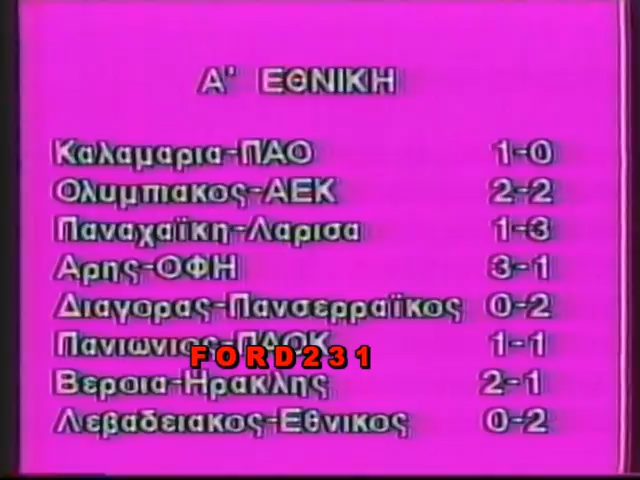 Α' ΕΘΝΙΚΗ
Καλαμαρια-ΠΑΟ 1-0
Ολυμπιακος-ΑΕΚ 2-2
Παναχαϊκη-Λαρισα 1-3
Αρης-ΟΦΗ 3-1
Διαγορας-Πανσερραϊκος 0-2
Πανιωνιος-ΠΑΟΚ 1-1
FORD231
Βεροια-Ηρακλης 2-1
Λεβαδειακος-Εθνικος 0-2